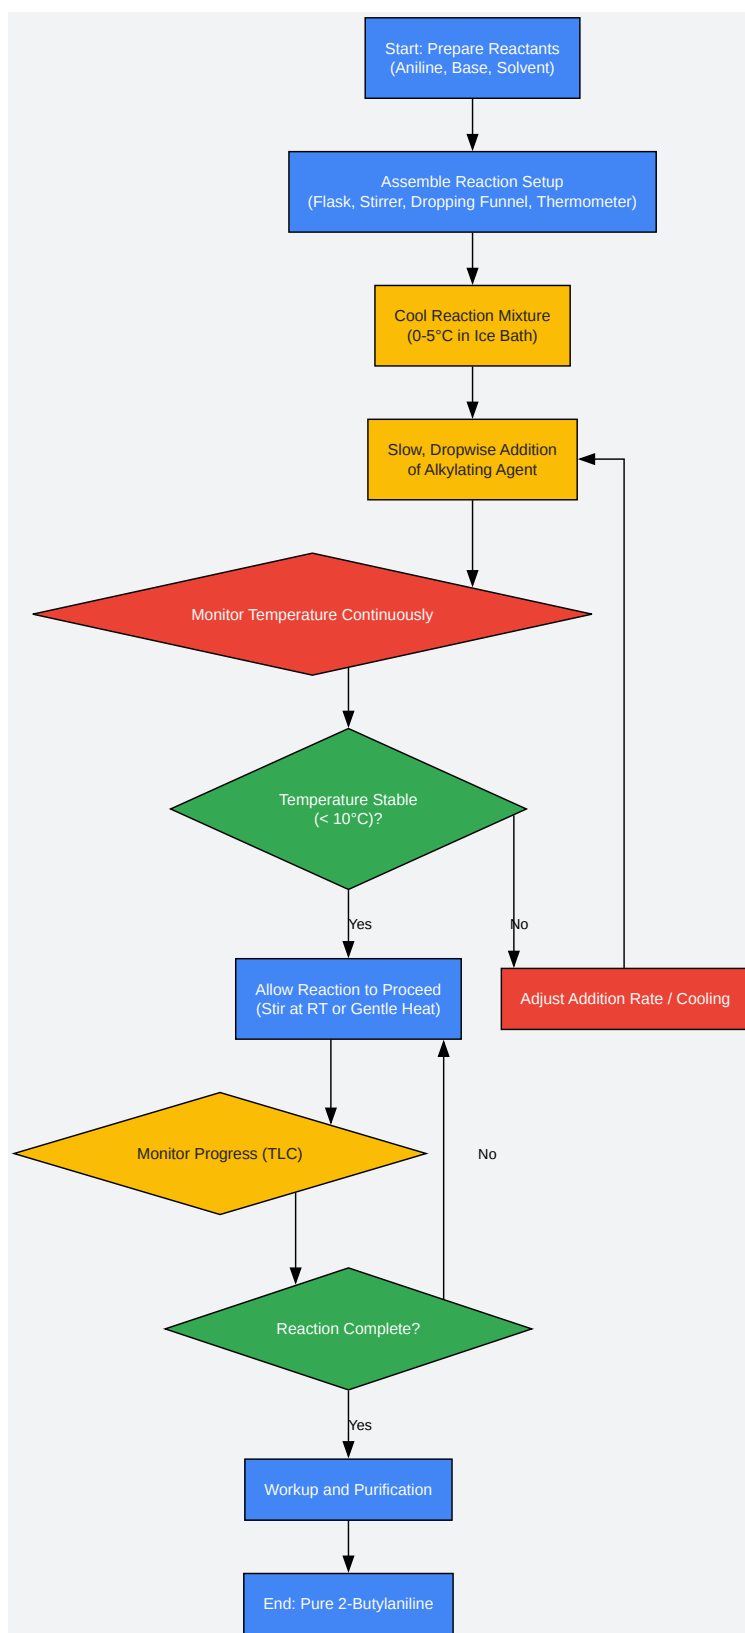 Start: Prepare Reactants
(Aniline, Base, Solvent)
Assemble Reaction Setup
(Flask, Stirrer, Dropping Funnel, Thermometer)
Cool Reaction Mixture
(0-5°C in Ice Bath)
Slow, Dropwise Addition
of Alkylating Agent
Monitor Temperature Continuously
Temperature Stable
(< 10°C)?
Yes
No
Allow Reaction to Proceed
(Stir at RT or Gentle Heat)
Adjust Addition Rate / Cooling
Monitor Progress (TLC)
No
Reaction Complete?
Yes
Workup and Purification
End: Pure 2-Butylaniline